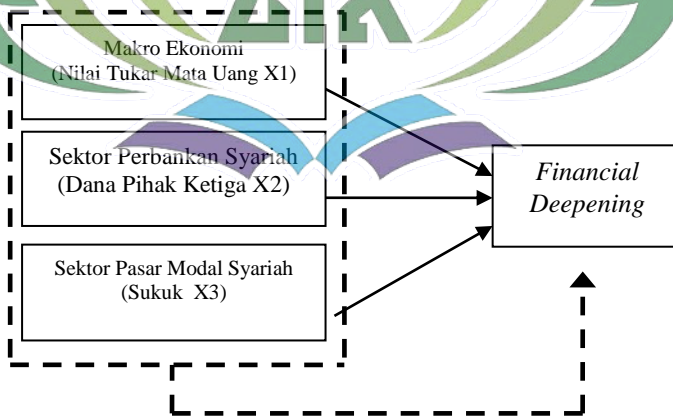 Makro Ekonomi
(Nilai Tukar Mata Uang X1)
Sektor Perbankan Syariah
(Dana Pihak Ketiga X2)
Sektor Pasar Modal Syariah
(Sukuk X3)
Financial
Deepening